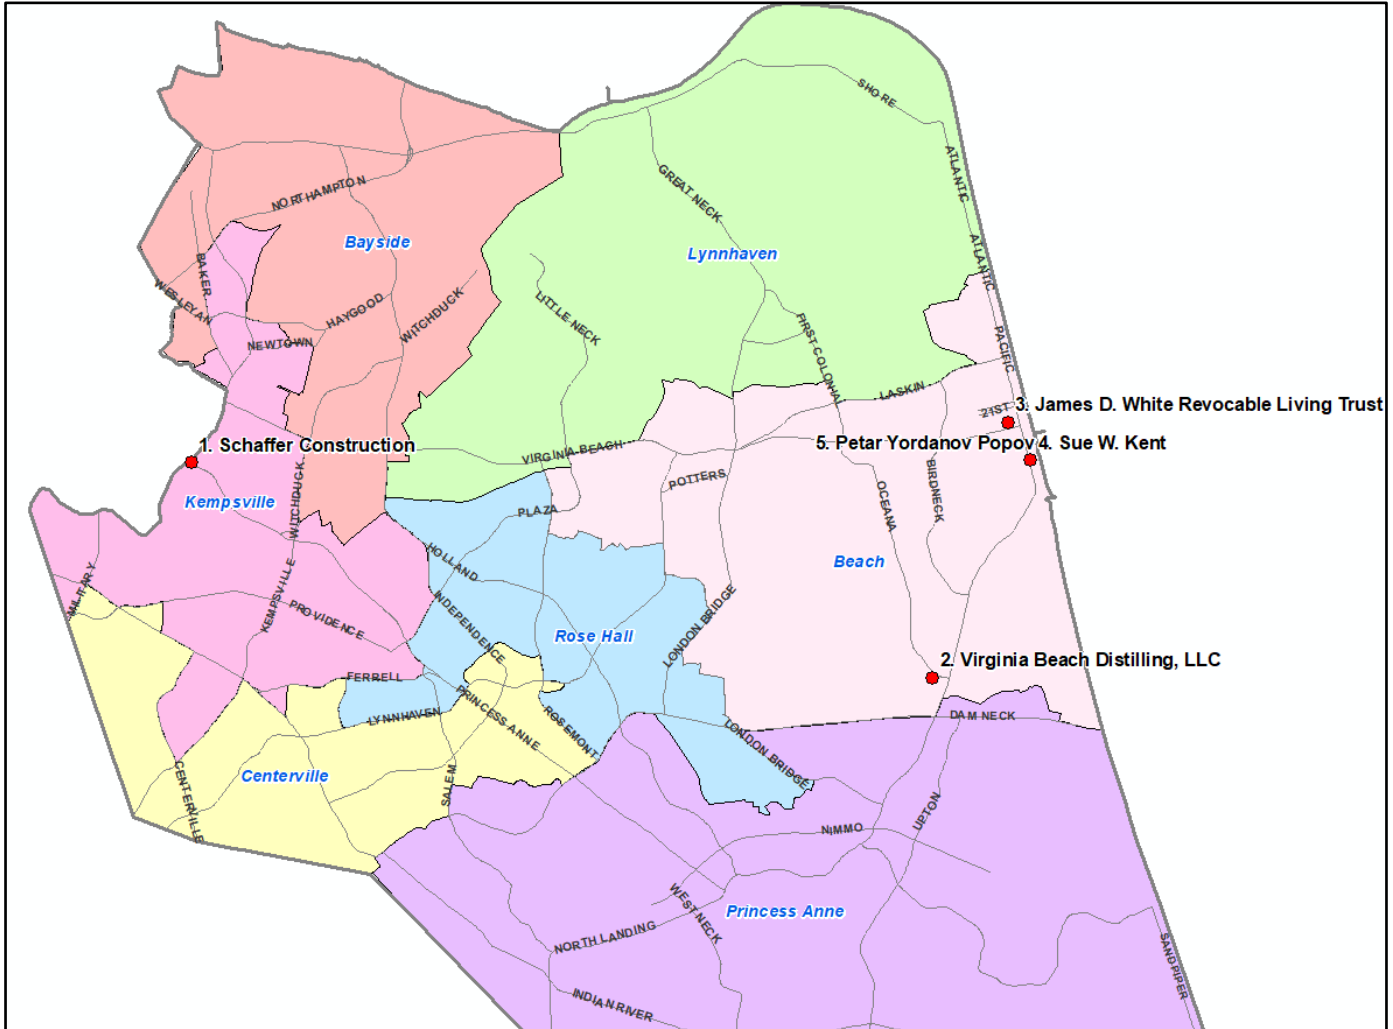 SHORE
ATLANTIC
GREAT NECK
NORTHAMPTON
Bayside
Lynnhaven
ATLANTIC
BAKER
WESLEYAN
HAYGOOD
WITCHDUCK
LITTLE NECK
FIRST COLONIAL
PACIFIC
NEWTOWN
LASKIN
21ST
3. James D. White Revocable Living Trust
1. Schaffer Construction
VIRGINIA BEACH
5. Petar Yordanov Popov
4. Sue W. Kent
POTTERS
BIRDNECK
Kempsville
WITCHDUCK
PLAZA
OCEANA
HOLLAND
Beach
MILITARY
KEMPSVILLE
PROVIDENCE
INDEPENDENCE
Rose Hall
LONDON BRIDGE
2. Virginia Beach Distilling, LLC
FERRELL
LYNNHAVEN
PRINCESS ANNE
ROSEMONT
DAM NECK
LONDON BRIDGE
Centerville
CENTERVILLE
SALEM
UPTON
NIMMO
Princess Anne
WEST NECK
NORTH LANDING
SANDPIPER
INDIAN RIVER